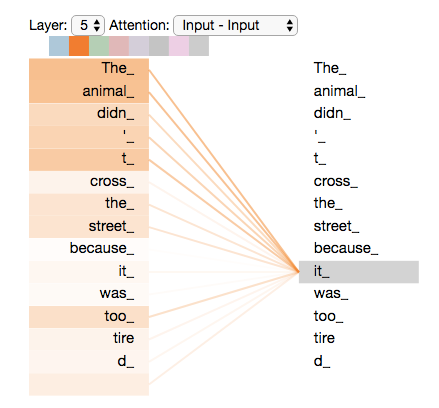 Layer: 5 Attention: Input - Input
The_ The_
animal_ animal_
didn_ didn_
'_ '_
t_ t_
cross_ cross_
the_ the_
street_ street_
because_ because_
it_ it_
was_ was_
too_ too_
tire tire
d_ d_